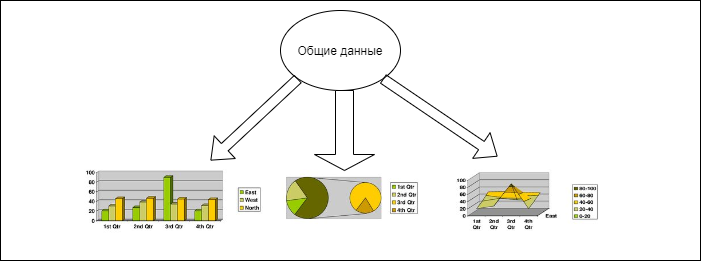 Общие данные
100
80
60
40
20
0
1st Qtr 2nd Qtr 3rd Qtr 4th Qtr
East
West
North
1st Qtr
2nd Qtr
3rd Qtr
4th Qtr
100
80
60
40
20
0
1st 2nd 3rd 4th
Qtr Qtr Qtr Qtr
East
80-100
60-80
40-60
20-40
0-20